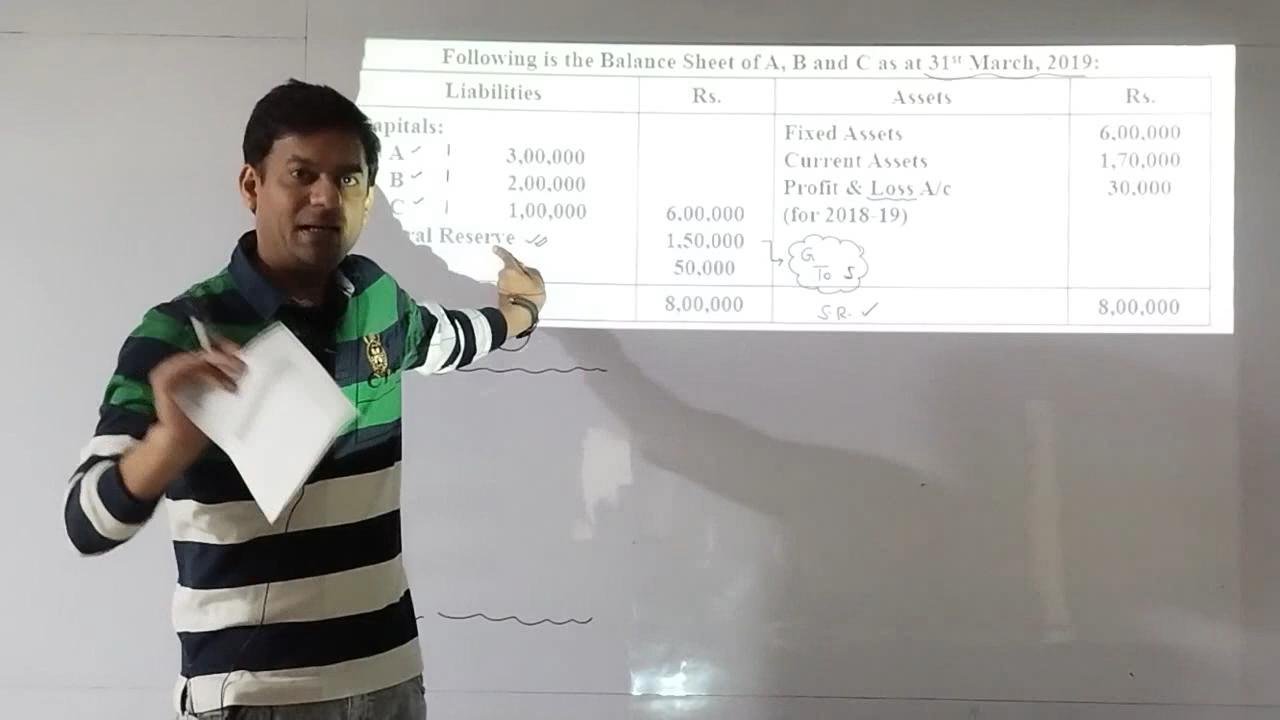 Following is the Balance Sheet of A, B and C as at 31st March, 2019:
Liabilities Rs. Assets Rs.
apitals: Fixed Assets 6,00,000
A 3,00,000 Current Assets 1,70,000
B 2,00,000 Profit & Loss A/c 30,000
C 1,00,000 6,00,000 (for 2018-19)
ral Reserve 1,50,000
G
50,000 To S
8,00,000 S.R. 8,00,000